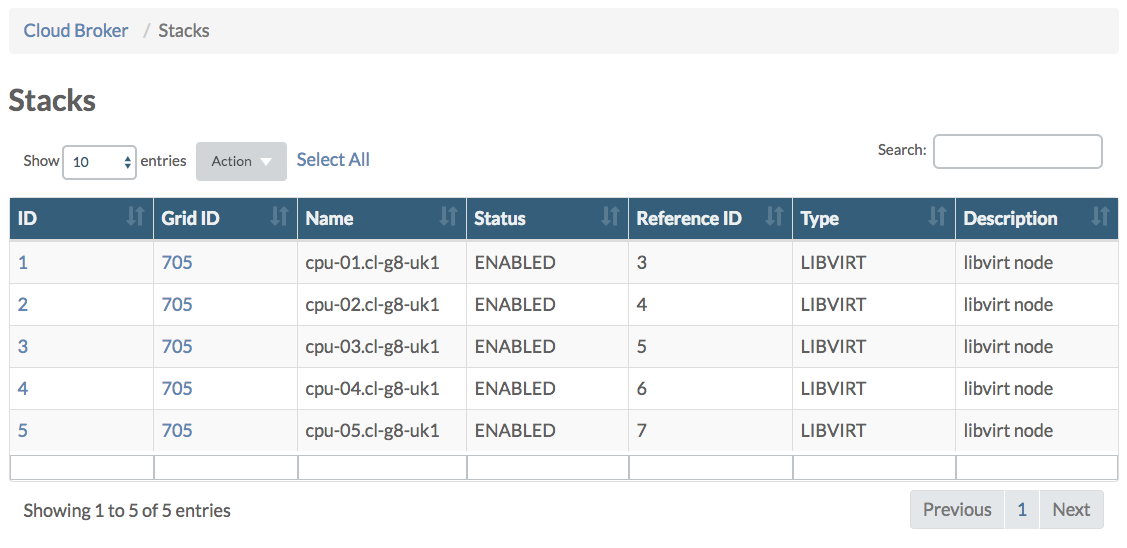 Cloud Broker / Stacks
Stacks
Show 10 entries Action Select All Search:
ID Grid ID Name Status Reference ID Type Description
1 705 cpu-01.cl-g8-uk1 ENABLED 3 LIBVIRT libvirt node
2 705 cpu-02.cl-g8-uk1 ENABLED 4 LIBVIRT libvirt node
3 705 cpu-03.cl-g8-uk1 ENABLED 5 LIBVIRT libvirt node
4 705 cpu-04.cl-g8-uk1 ENABLED 6 LIBVIRT libvirt node
5 705 cpu-05.cl-g8-uk1 ENABLED 7 LIBVIRT libvirt node
Showing 1 to 5 of 5 entries Previous 1 Next